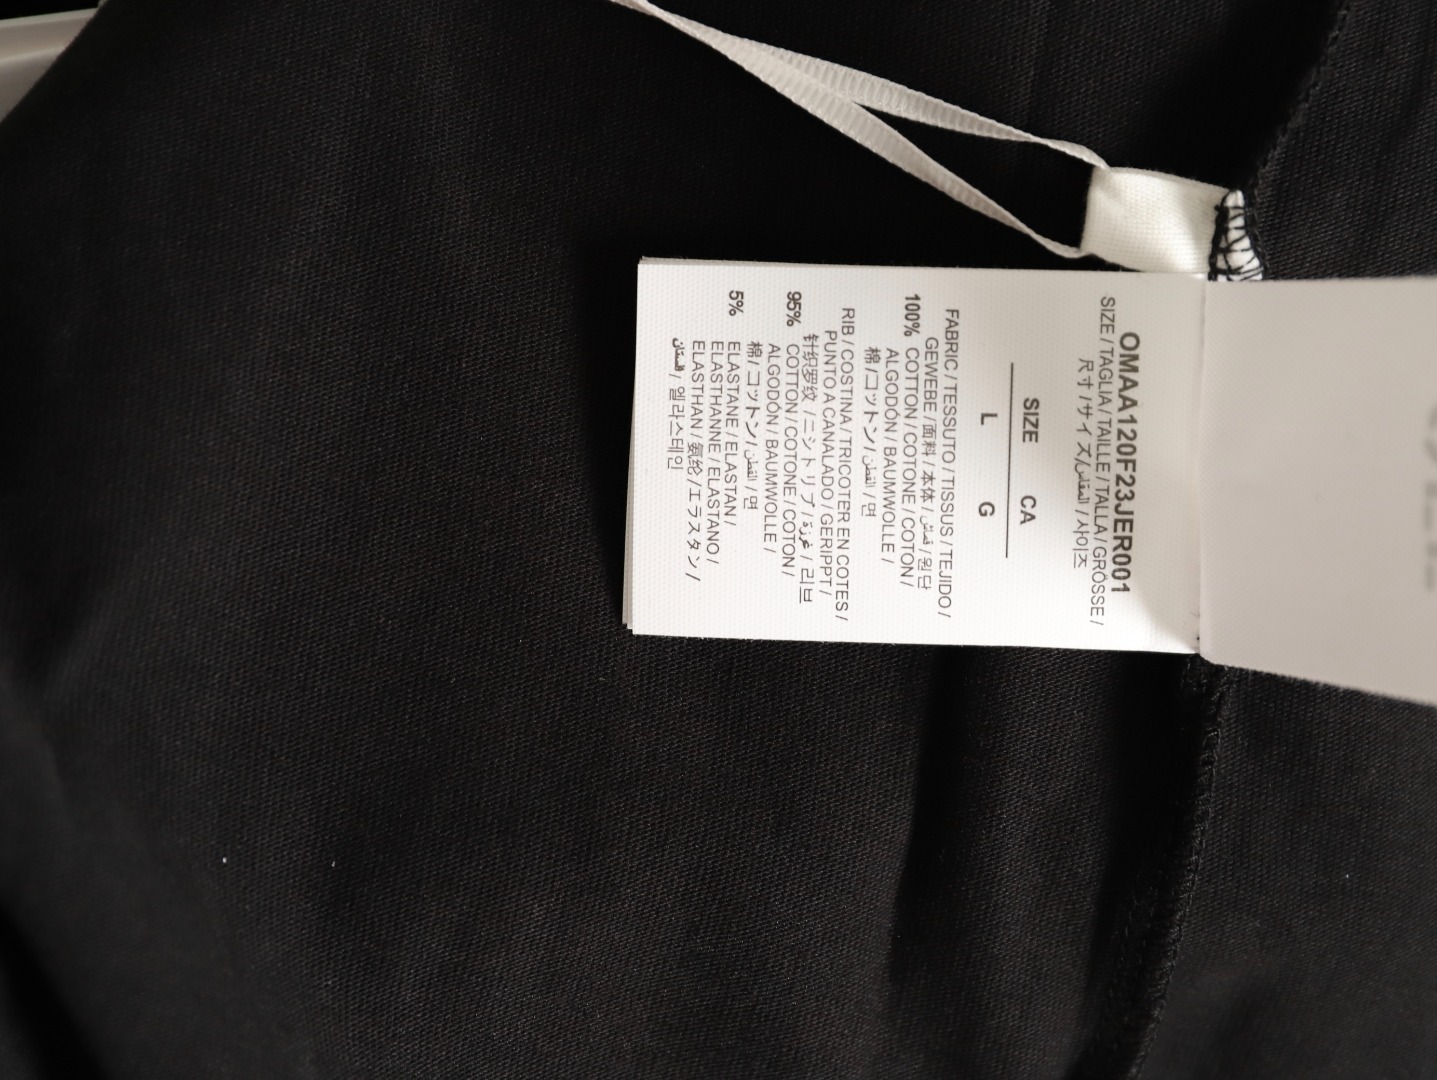 OMAA120F23JER001
SIZE / TAGLIA / TAILLE / TALLA / GRÖSSE /
尺寸 / サイズ / المقاس / 사이즈
SIZE CA
L G
FABRIC / TESSUTO / TISSUS / TEJIDO /
GEWEBE / 面料 / 本体 / قماش / 원단
100% COTTON / COTONE / COTON /
ALGODÓN / BAUMWOLLE /
棉 / コットン / القطن / 면
RIB / COSTINA / TRICOTER EN COTES /
PUNTO A CANALADO / GERIPPT /
针织罗纹 / ニシトリブ / غرزة / 리브
95% COTTON / COTONE / COTON /
ALGODÓN / BAUMWOLLE /
棉 / コットン / القطن / 면
5% ELASTANE / ELASTAN /
ELASTHANNE / ELASTANO /
ELASTHAN / 氨纶 / エラスタン /
/ 엘라스테인